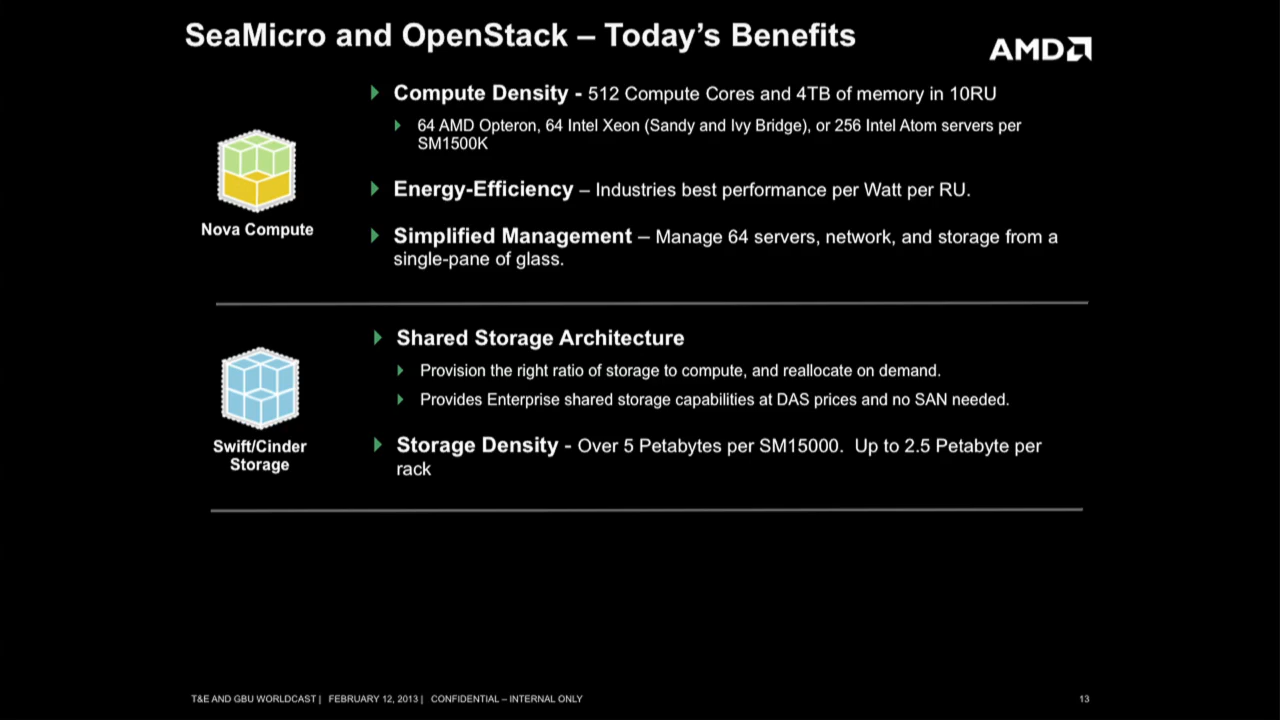 SeaMicro and OpenStack – Today's Benefits
AMD
Compute Density - 512 Compute Cores and 4TB of memory in 10RU
64 AMD Opteron, 64 Intel Xeon (Sandy and Ivy Bridge), or 256 Intel Atom servers per
SM1500K
Energy-Efficiency – Industries best performance per Watt per RU.
Simplified Management – Manage 64 servers, network, and storage from a
single-pane of glass.
Nova Compute
Shared Storage Architecture
Provision the right ratio of storage to compute, and reallocate on demand.
Provides Enterprise shared storage capabilities at DAS prices and no SAN needed.
Storage Density - Over 5 Petabytes per SM15000.  Up to 2.5 Petabyte per
rack
Swift/Cinder
Storage
T&E AND GBU WORLDCAST | FEBRUARY 12, 2013 | CONFIDENTIAL – INTERNAL ONLY
13